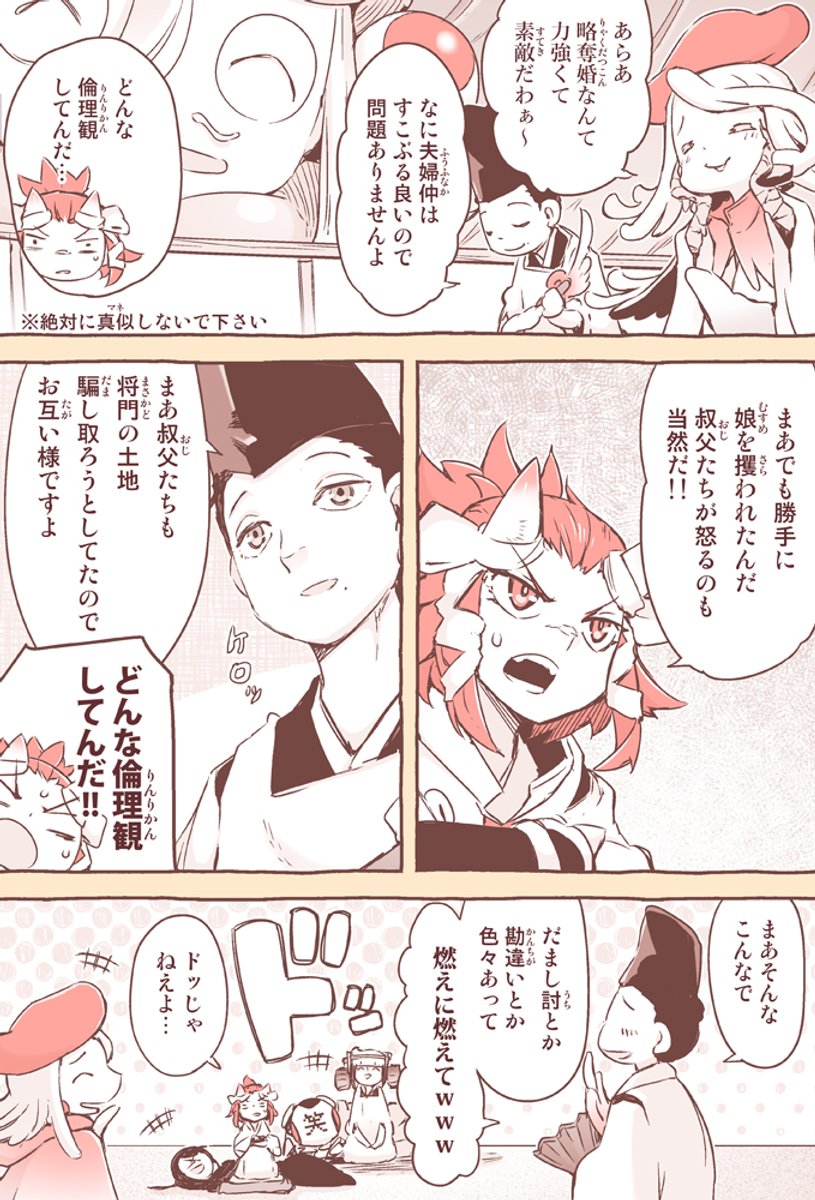 あらあ
略奪婚なんて
力強くて
素敵だわぁ～
なに夫婦仲は
すこぶる良いので
問題ありませんよ
どんな
倫理観
してんだ…
※絶対に真似しないで下さい
まあでも勝手に
娘を攫われたんだ
叔父たちが怒るのも
当然だ!!
まあ叔父たちも
将門の土地
騙し取ろうとしてたので
お互い様ですよ
ケロッ
どんな倫理観
してんだ!!
まあそんな
こんなで
だまし討とか
勘違いとか
色々あって
燃えに燃えてwww
ドッ
笑
ドッじゃ
ねえよ…